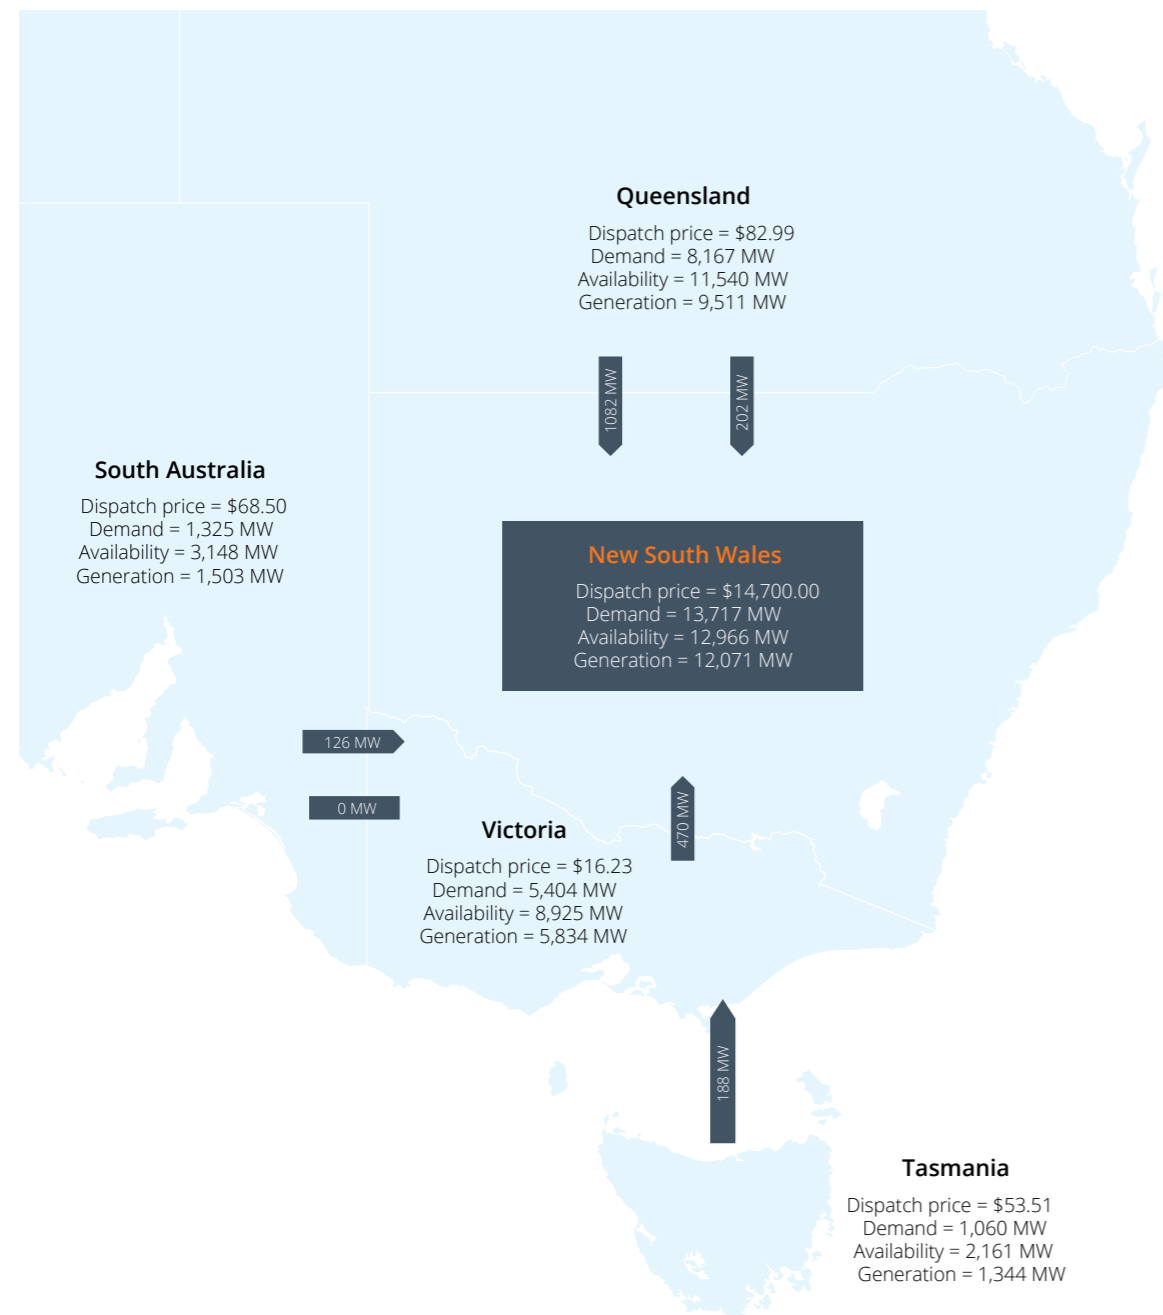 Queensland
Dispatch price = $82.99
Demand = 8,167 MW
Availability = 11,540 MW
Generation = 9,511 MW
1082 MW
202 MW
South Australia
Dispatch price = $68.50
Demand = 1,325 MW
Availability = 3,148 MW
Generation = 1,503 MW
New South Wales
Dispatch price = $14,700.00
Demand = 13,717 MW
Availability = 12,966 MW
Generation = 12,071 MW
126 MW
0 MW
470 MW
Victoria
Dispatch price = $16.23
Demand = 5,404 MW
Availability = 8,925 MW
Generation = 5,834 MW
188 MW
Tasmania
Dispatch price = $53.51
Demand = 1,060 MW
Availability = 2,161 MW
Generation = 1,344 MW